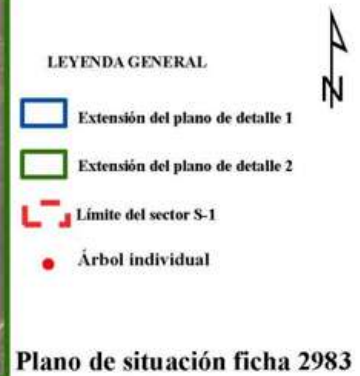 N
LEYENDA GENERAL
Extensión del plano de detalle 1
Extensión del plano de detalle 2
Límite del sector S-1
Árbol individual
Plano de situación ficha 2983